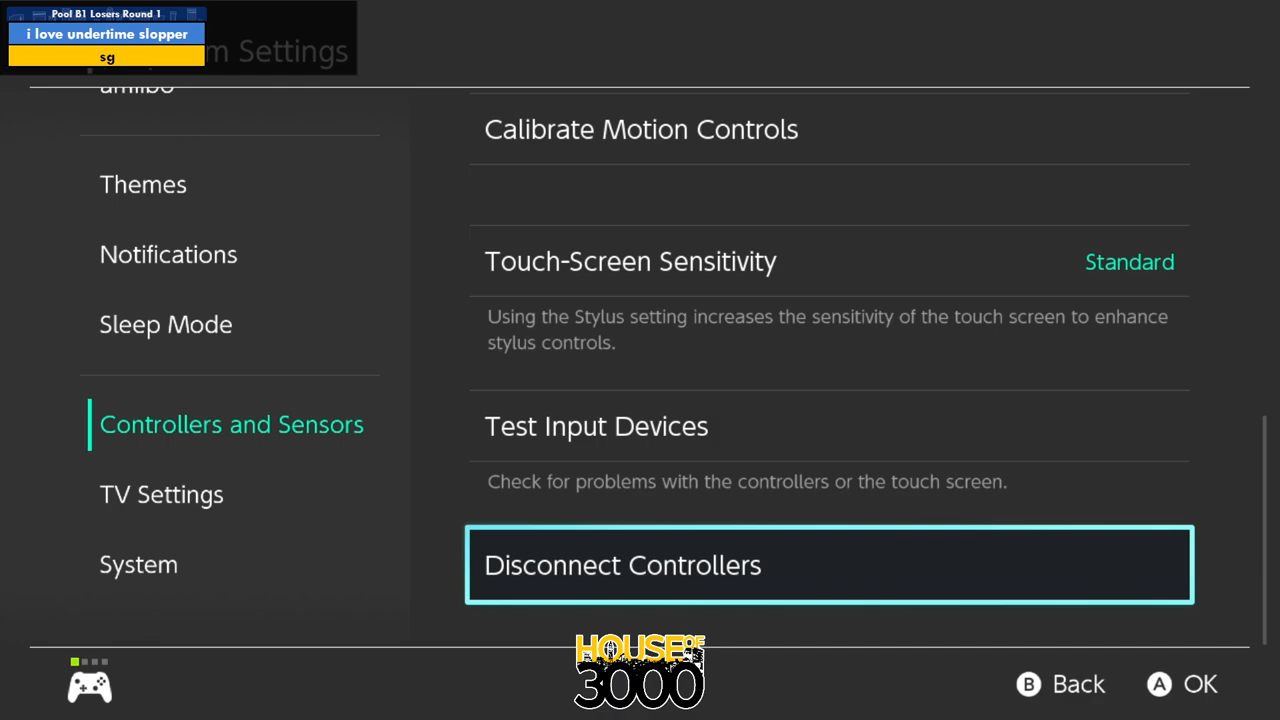 Pool B1 Losers Round 1
i love undertime slopper
sg
m Settings
amiibo
Themes
Notifications
Sleep Mode
Controllers and Sensors
TV Settings
System
Calibrate Motion Controls
Touch-Screen Sensitivity Standard
Using the Stylus setting increases the sensitivity of the touch screen to enhance
stylus controls.
Test Input Devices
Check for problems with the controllers or the touch screen.
Disconnect Controllers
HOUSE OF
3000
B Back A OK